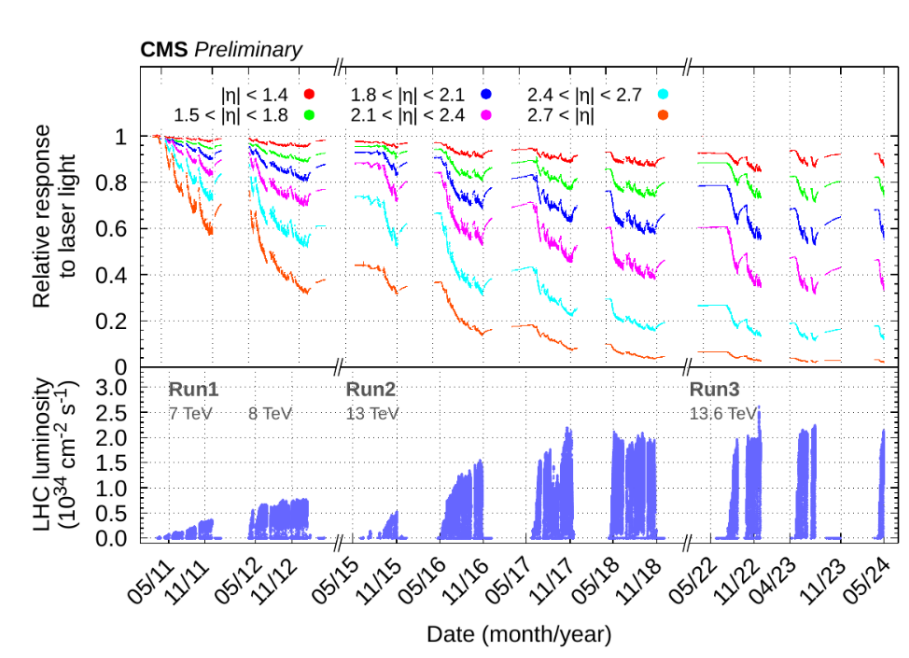 CMS Preliminary
|η| < 1.4
1.5 < |η| < 1.8
1.8 < |η| < 2.1
2.1 < |η| < 2.4
2.4 < |η| < 2.7
2.7 < |η|
Relative response
to laser light
1
0.8
0.6
0.4
0.2
0
LHC luminosity
(10³⁴ cm⁻² s⁻¹)
3.0
2.5
2.0
1.5
1.0
0.5
0.0
Run1
7 TeV
8 TeV
Run2
13 TeV
Run3
13.6 TeV
05/11
11/11
05/12
11/12
05/15
11/15
05/16
11/16
05/17
11/17
05/18
11/18
05/22
11/22
04/23
11/23
05/24
Date (month/year)